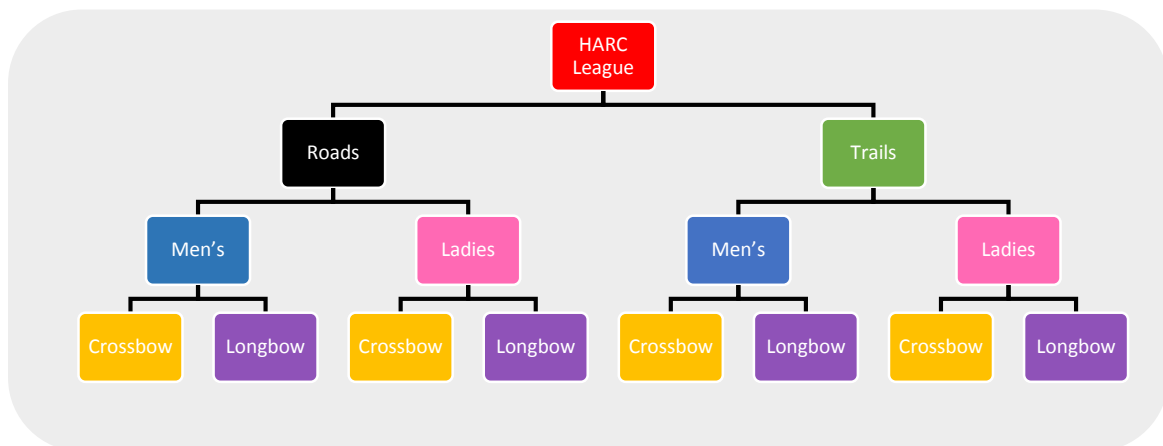 HARC
League
Roads
Trails
Men’s
Ladies
Men’s
Ladies
Crossbow
Longbow
Crossbow
Longbow
Crossbow
Longbow
Crossbow
Longbow